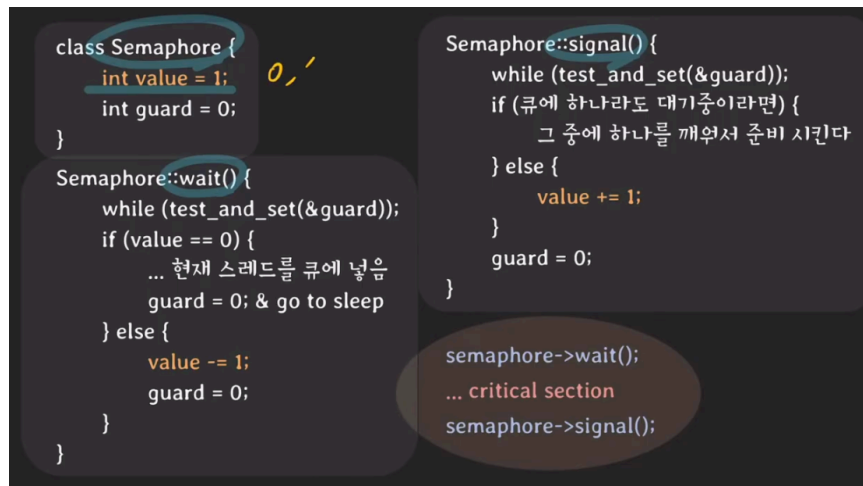 class Semaphore {
int value = 1;
int guard = 0;
}
0, 1
Semaphore::wait() {
while (test_and_set(&guard));
if (value == 0) {
... 현재 스레드를 큐에 넣음
guard = 0; & go to sleep
} else {
value -= 1;
guard = 0;
}
}
Semaphore::signal() {
while (test_and_set(&guard));
if (큐에 하나라도 대기중이라면) {
그 중에 하나를 깨워서 준비 시킨다
} else {
value += 1;
}
guard = 0;
}
semaphore->wait();
... critical section
semaphore->signal();